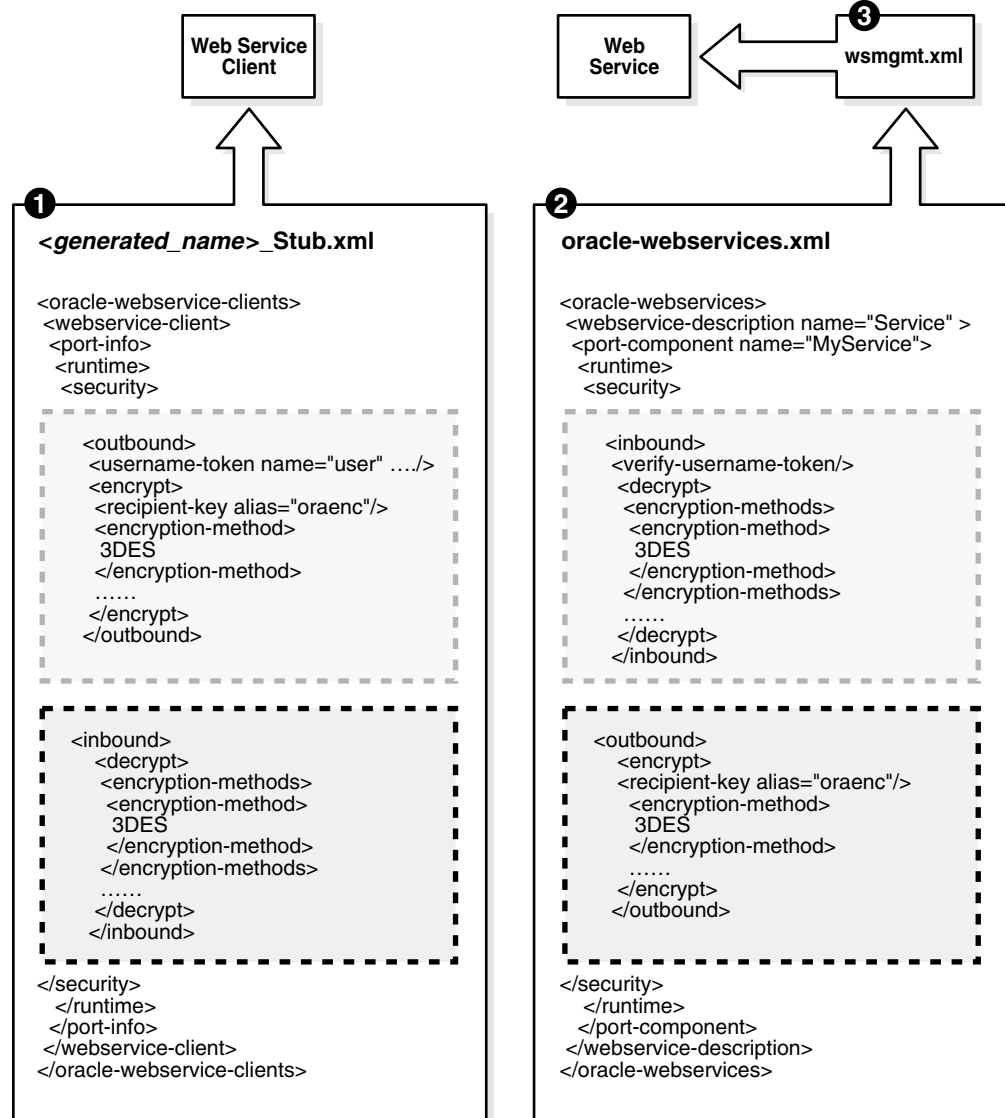 Web Service
Client
Web
Service
3
wsmgmt.xml
1
<generated_name>_Stub.xml
<oracle-webservice-clients>
<webservice-client>
<port-info>
<runtime>
<security>
<outbound>
<username-token name="user" …./>
<encrypt>
<recipient-key alias="oraenc"/>
<encryption-method>
3DES
</encryption-method>
……
</encrypt>
</outbound>
<inbound>
<decrypt>
<encryption-methods>
<encryption-method>
3DES
</encryption-method>
</encryption-methods>
……
</decrypt>
</inbound>
</security>
</runtime>
</port-info>
</webservice-client>
</oracle-webservice-clients>
2
oracle-webservices.xml
<oracle-webservices>
<webservice-description name="Service" >
<port-component name="MyService">
<runtime>
<security>
<inbound>
<verify-username-token/>
<decrypt>
<encryption-methods>
<encryption-method>
3DES
</encryption-method>
</encryption-methods>
……
</decrypt>
</inbound>
<outbound>
<encrypt>
<recipient-key alias="oraenc"/>
<encryption-method>
3DES
</encryption-method>
……
</encrypt>
</outbound>
</security>
</runtime>
</port-component>
</webservice-description>
</oracle-webservices>